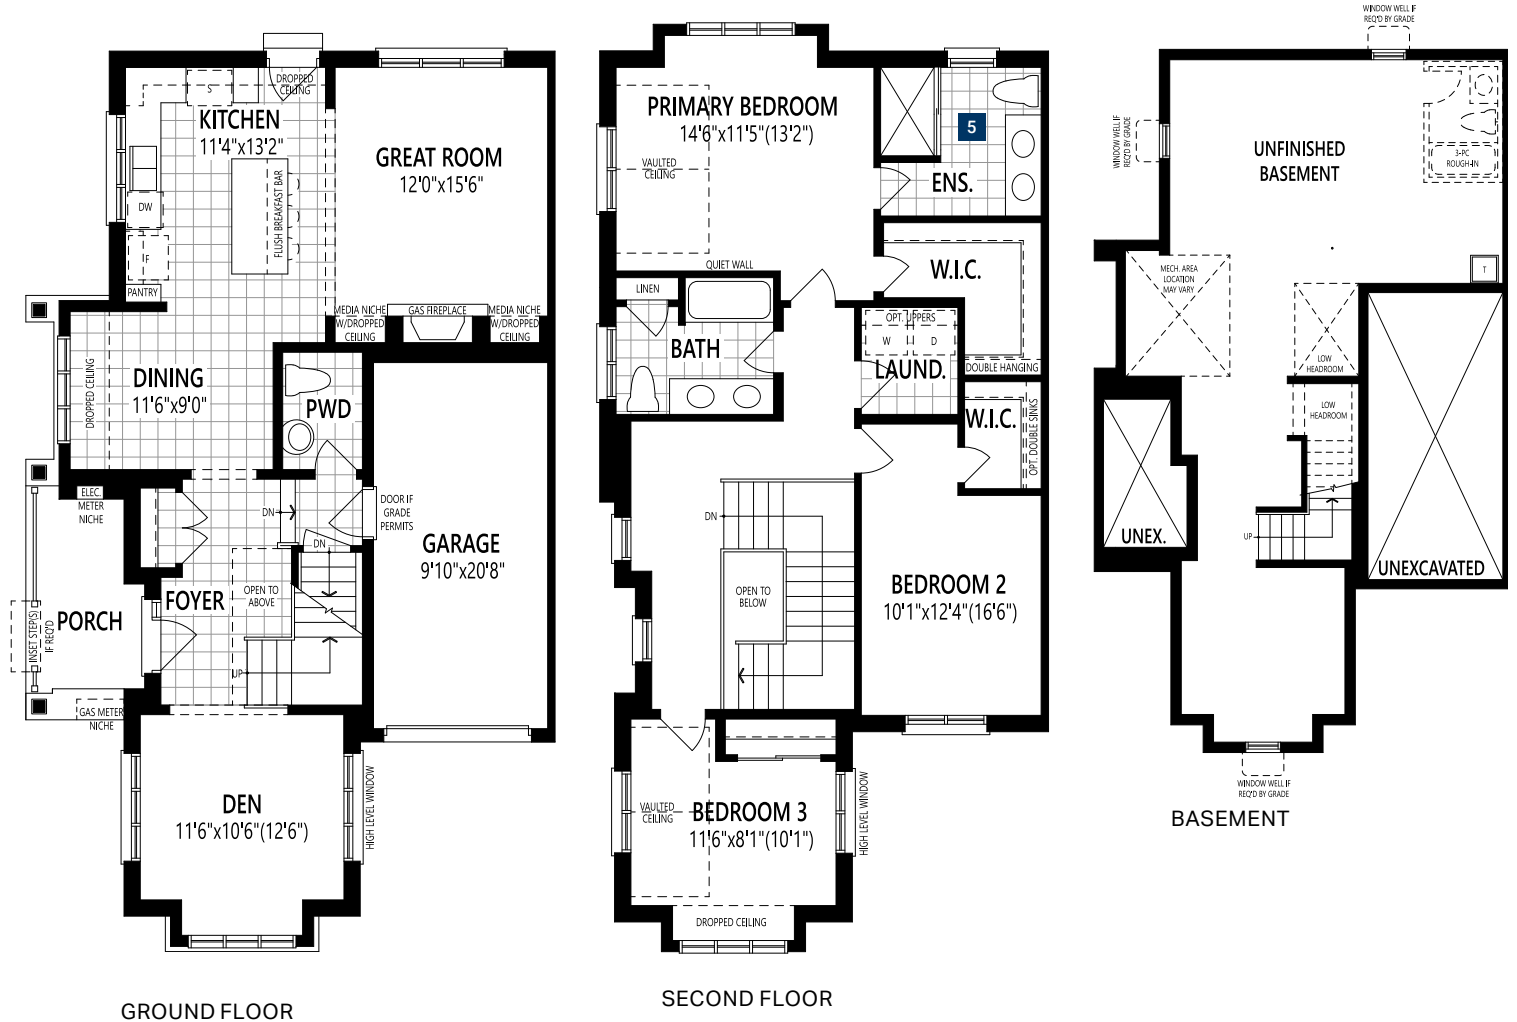 DROPPED
CEILING
S
KITCHEN
11'4"x13'2"
DW
F
PANTRY
FLUSH BREAKFAST BAR
GREAT ROOM
12'0"x15'6"
MEDIA NICHE
W/DROPPED
CEILING
GAS FIREPLACE
MEDIA NICHE
W/DROPPED
CEILING
DROPPED CEILING
DINING
11'6"x9'0"
PWD
ELEC.
METER
NICHE
DN
DN
DOOR IF
GRADE
PERMITS
GARAGE
9'10"x20'8"
FOYER
OPEN TO
ABOVE
PORCH
INSET STEP(S)
IF REQ'D
UP
GAS METER
NICHE
DEN
11'6"x10'6"(12'6")
HIGH LEVEL WINDOW
GROUND FLOOR
PRIMARY BEDROOM
14'6"x11'5"(13'2")
VAULTED
CEILING
5
ENS.
QUIET WALL
W.I.C.
LINEN
BATH
OPT. UPPERS
W
D
LAUND.
DOUBLE HANGING
W.I.C.
OPT. DOUBLE SINKS
DN
OPEN TO
BELOW
BEDROOM 2
10'1"x12'4"(16'6")
VAULTED
CEILING
BEDROOM 3
11'6"x8'1"(10'1")
HIGH LEVEL WINDOW
DROPPED CEILING
SECOND FLOOR
WINDOW WELL IF
REQ'D BY GRADE
WINDOW WELL IF
REQ'D BY GRADE
UNFINISHED
BASEMENT
3-PC
ROUGH-IN
MECH. AREA
LOCATION
MAY VARY
T
LOW
HEADROOM
LOW
HEADROOM
UNEX.
UP
UNEXCAVATED
WINDOW WELL IF
REQ'D BY GRADE
BASEMENT